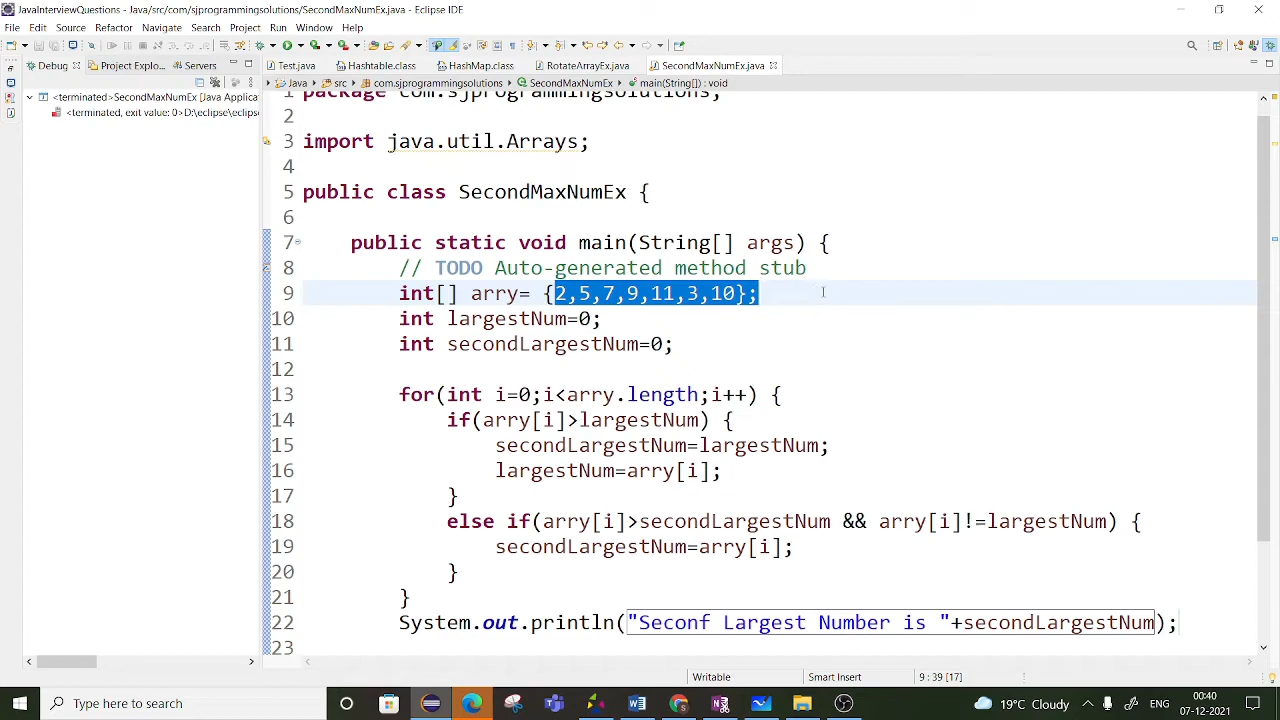 JavaInterviewQuestions - Java/src/com/sjprogrammingsolutions/SecondMaxNumEx.java - Eclipse IDE
File Edit Source Refactor Navigate Search Project Run Window Help
Debug Project Explo... Servers Test.java Hashtable.class HashMap.class RotateArrayEx.java SecondMaxNumEx.java
Java src com.sjprogrammingsolutions SecondMaxNumEx main(String[]) : void
<terminated>SecondMaxNumEx [Java Applica
<terminated, exit value: 0>D:\eclipse\eclipse
1 package com.sjprogrammingsolutions;
2
3 import java.util.Arrays;
4
5 public class SecondMaxNumEx {
6
7 public static void main(String[] args) {
8 // TODO Auto-generated method stub
9 int[] arry= {2,5,7,9,11,3,10};
10 int largestNum=0;
11 int secondLargestNum=0;
12
13 for(int i=0;i<arry.length;i++) {
14 if(arry[i]>largestNum) {
15 secondLargestNum=largestNum;
16 largestNum=arry[i];
17 }
18 else if(arry[i]>secondLargestNum && arry[i]!=largestNum) {
19 secondLargestNum=arry[i];
20 }
21 }
22 System.out.println("Seconf Largest Number is "+secondLargestNum);
23
Writable Smart Insert 9 : 39 [17]
Type here to search 19°C Cloudy ENG 00:40
07-12-2021